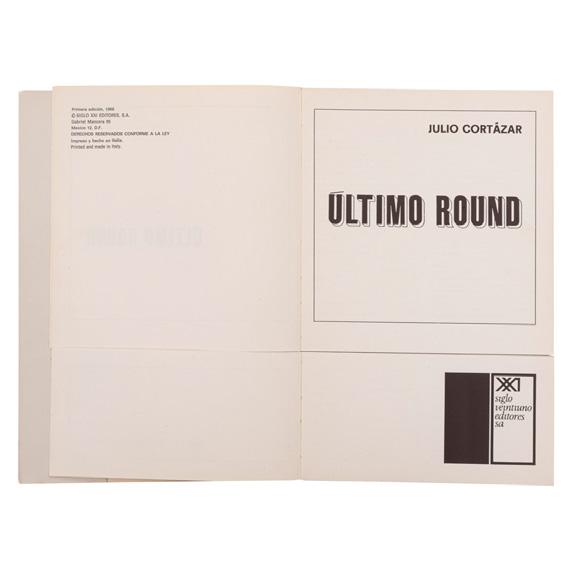 Primera edición, 1969
© SIGLO XXI EDITORES, S.A.
Gabriel Mancera 65
México 12, D.F.
DERECHOS RESERVADOS CONFORME A LA LEY
Impreso y hecho en Italia.
Printed and made in Italy.
JULIO CORTÁZAR
ÚLTIMO ROUND
XXI
siglo
veintiuno
editores
sa